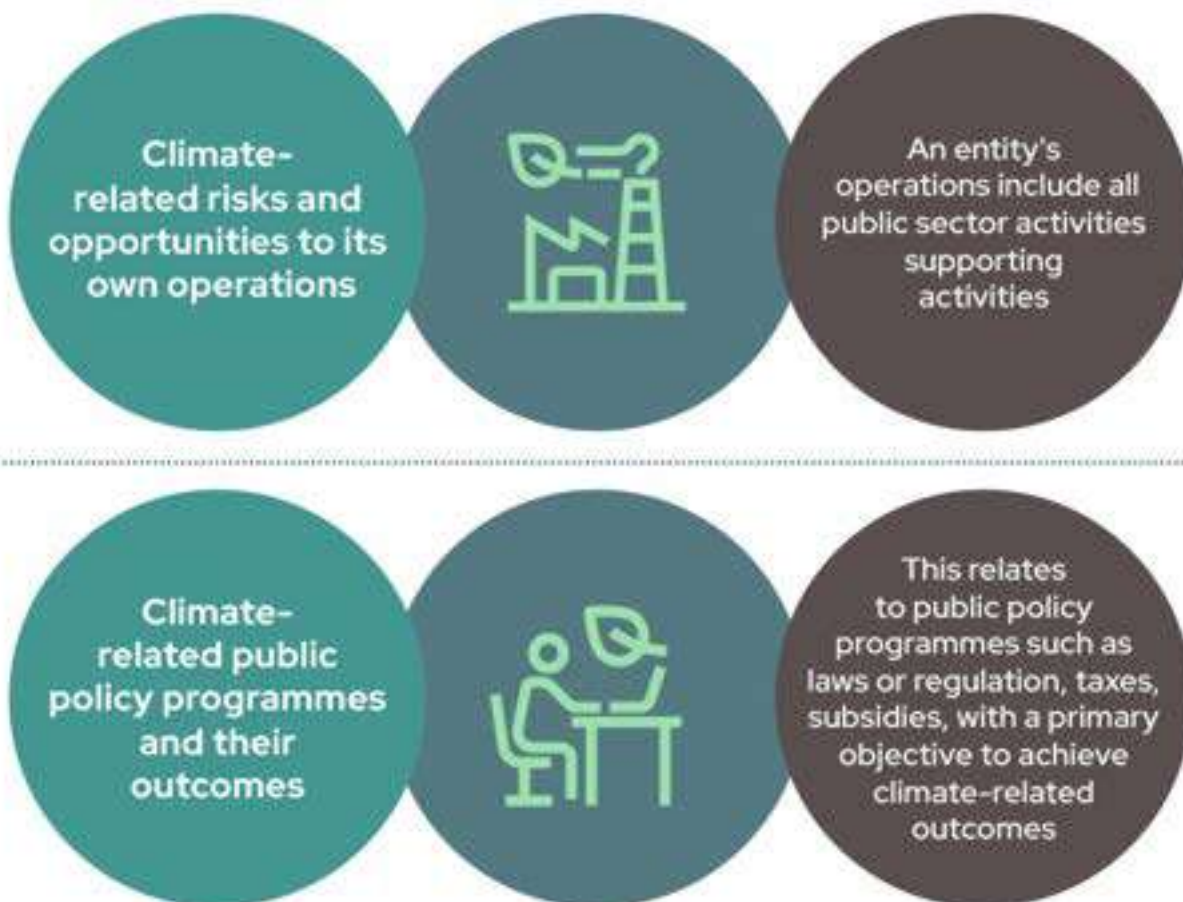 Climate-
related risks and
opportunities to its
own operations
An entity's
operations include all
public sector activities
supporting
activities
Climate-
related public
policy programmes
and their
outcomes
This relates
to public policy
programmes such as
laws or regulation, taxes,
subsidies, with a primary
objective to achieve
climate-related
outcomes